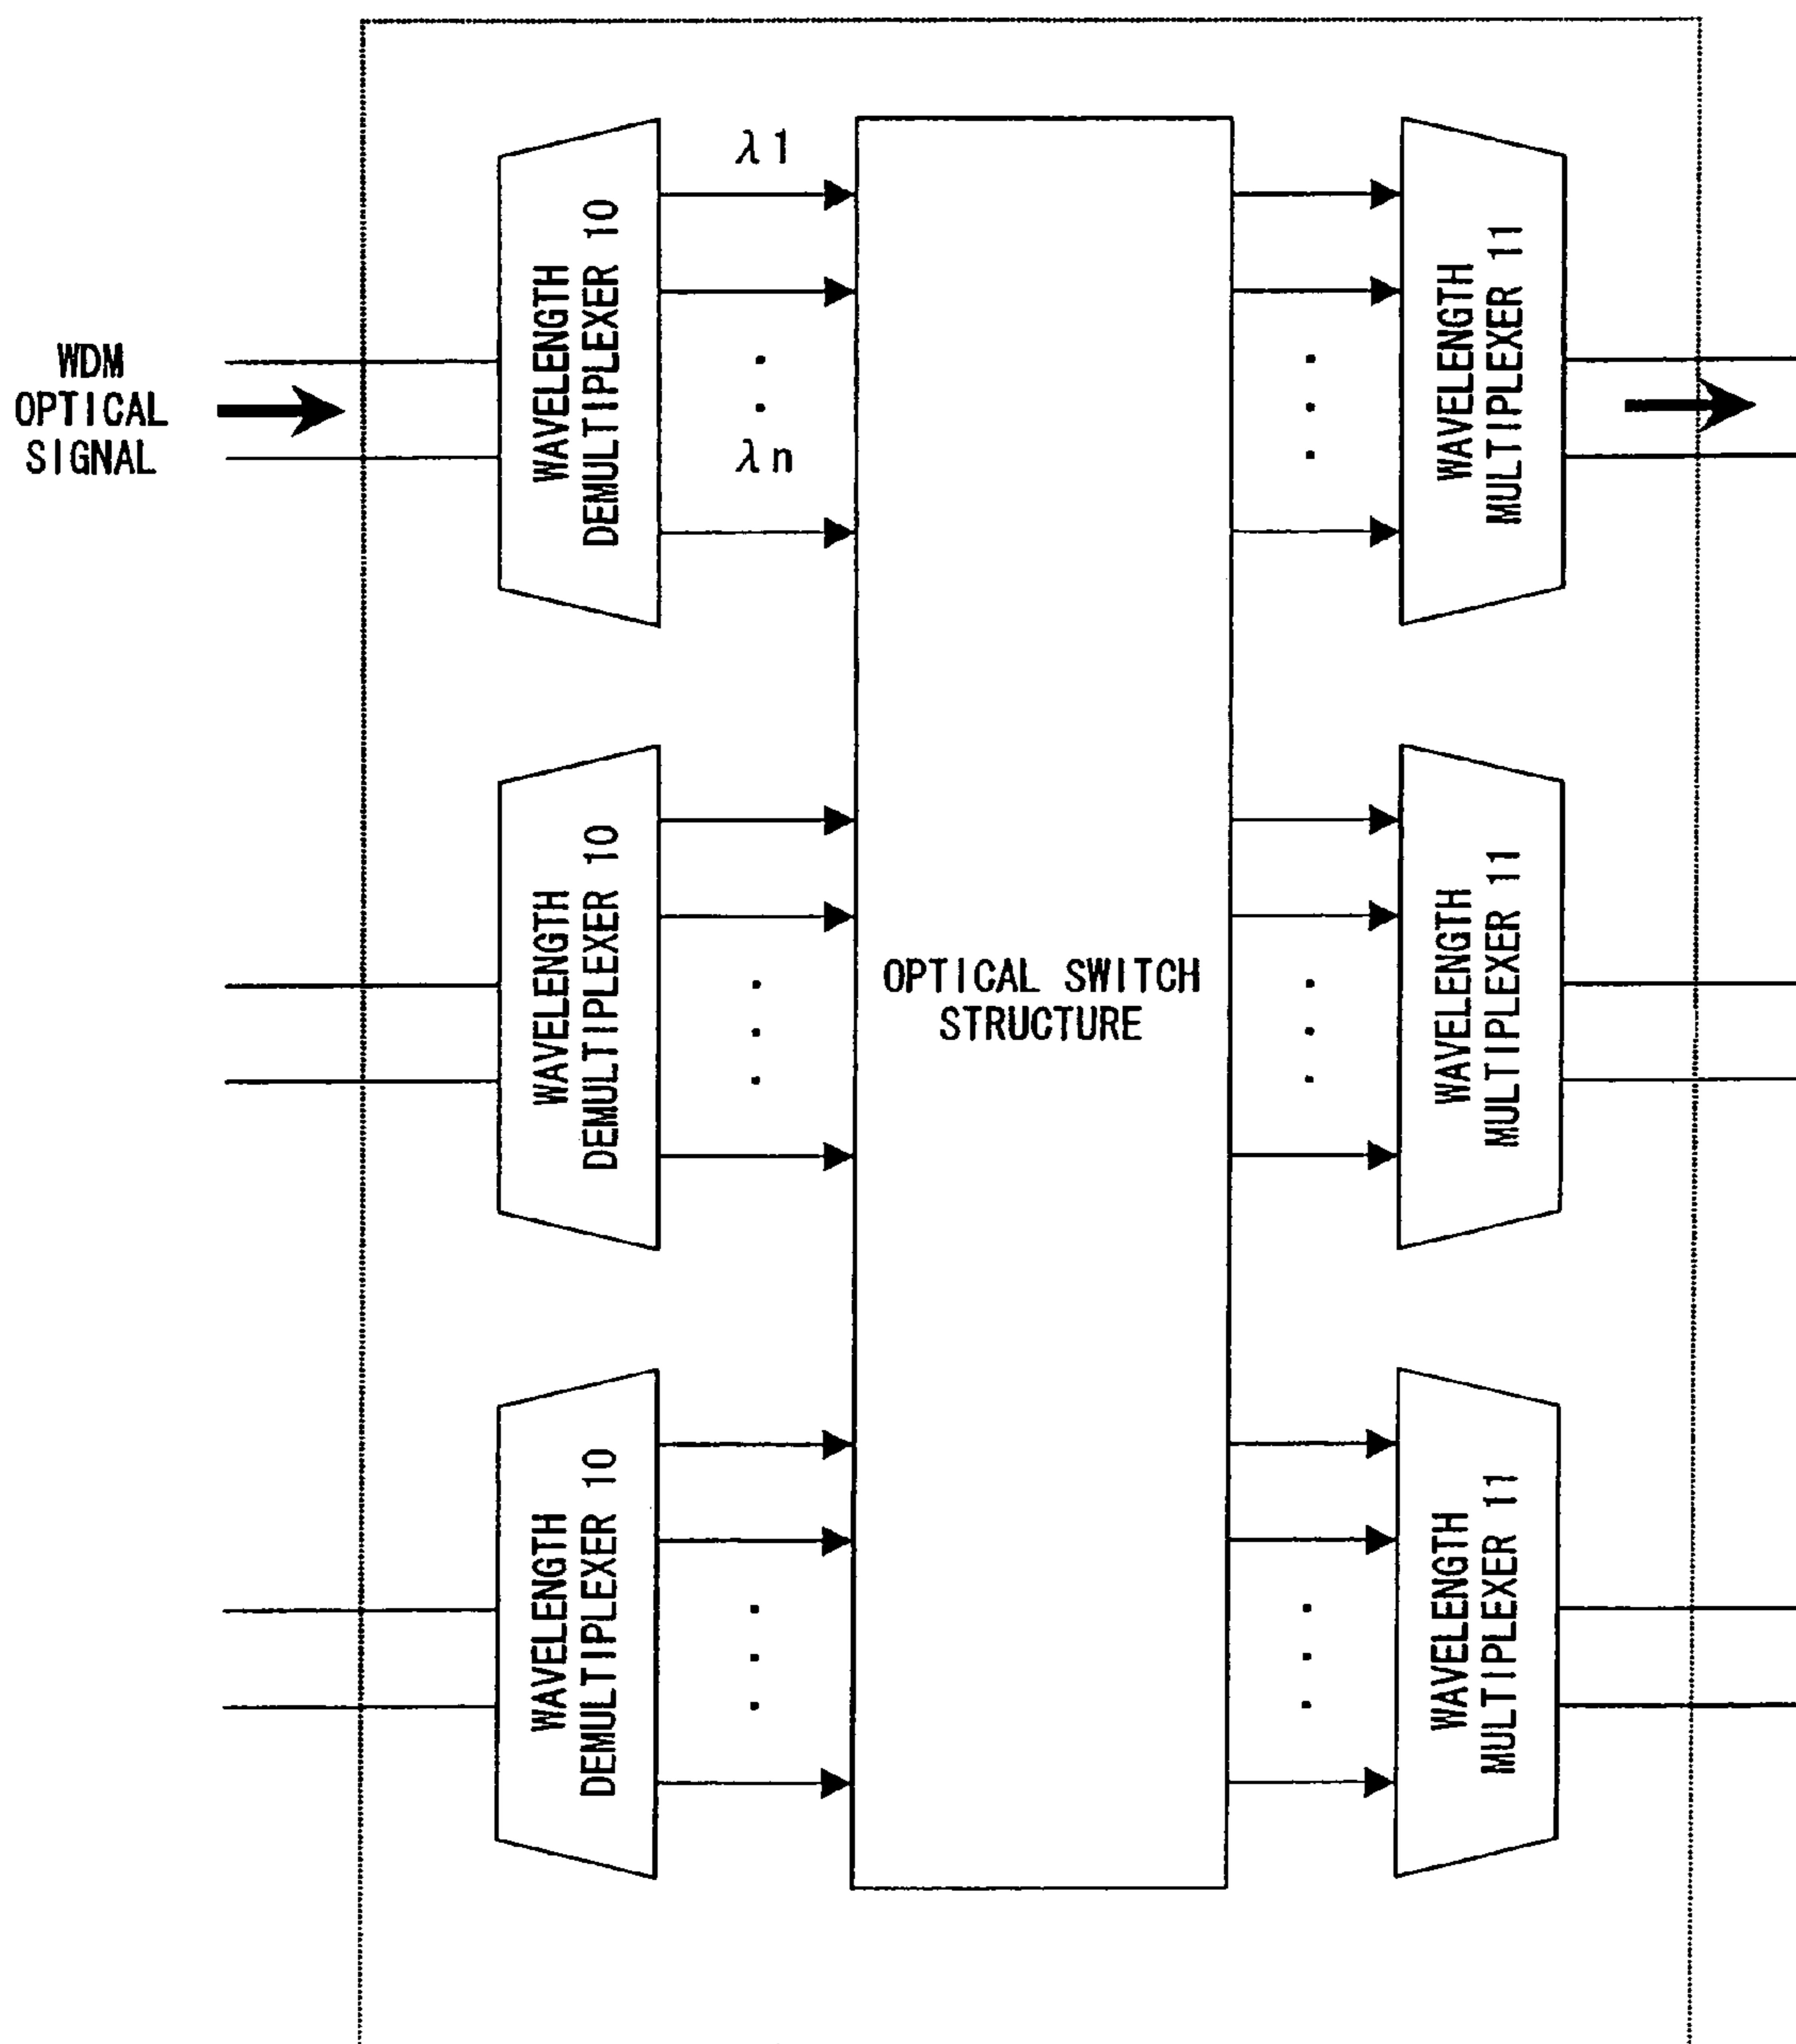 WDM
OPTICAL
SIGNAL
WAVELENGTH
DEMULTIPLEXER 10
λ1
λn
WAVELENGTH
MULTIPLEXER 11
WAVELENGTH
DEMULTIPLEXER 10
OPTICAL SWITCH
STRUCTURE
WAVELENGTH
MULTIPLEXER 11
WAVELENGTH
DEMULTIPLEXER 10
WAVELENGTH
MULTIPLEXER 11